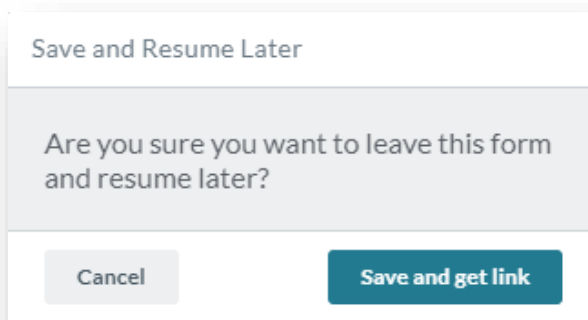 Save and Resume Later
Are you sure you want to leave this form
and resume later?
Cancel
Save and get link